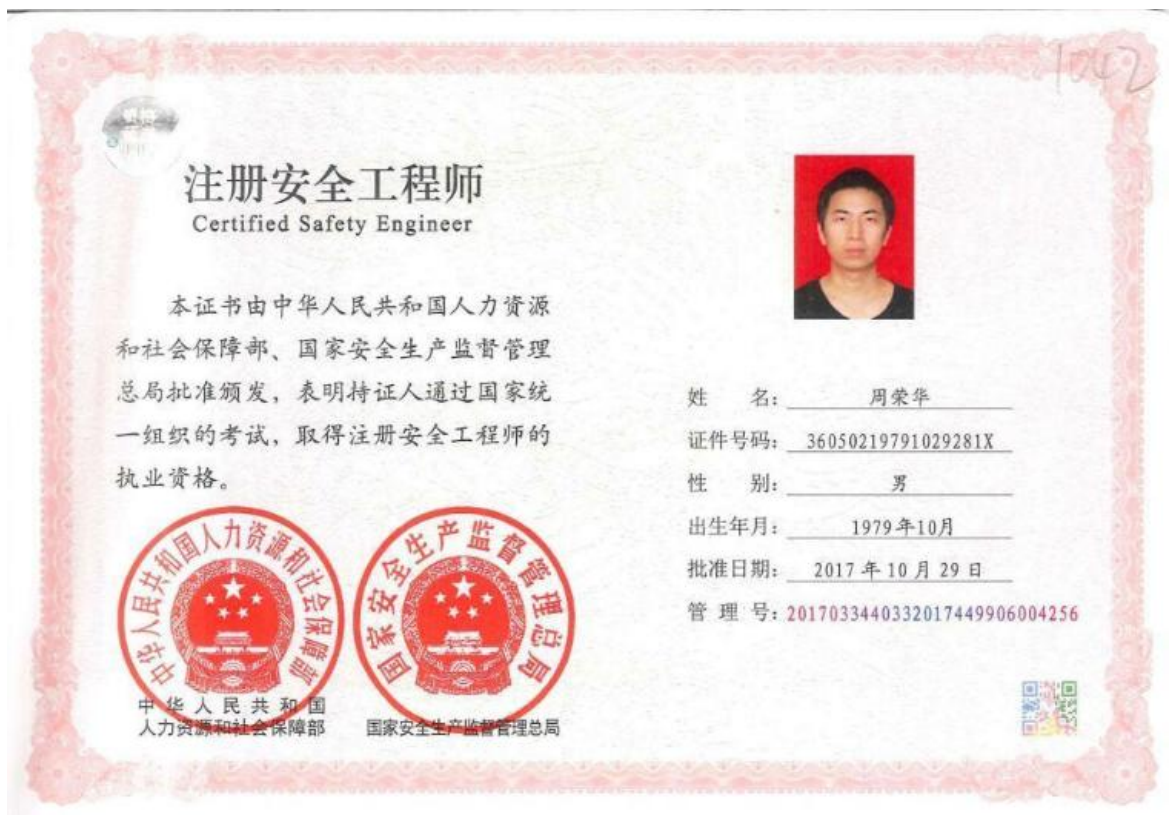 1042
注册安全工程师
Certified Safety Engineer
本证书由中华人民共和国人力资源
和社会保障部、国家安全生产监督管理
总局批准颁发，表明持证人通过国家统
一组织的考试，取得注册安全工程师的
执业资格。
中华人民共和国人力资源和社会保障部
国家安全生产监督管理总局
中华人民共和国
人力资源和社会保障部
国家安全生产监督管理总局
姓 名：周荣华
证件号码：36050219791029281X
性 别：男
出生年月：1979年10月
批准日期：2017年10月29日
管 理 号：2017033440332017449906004256